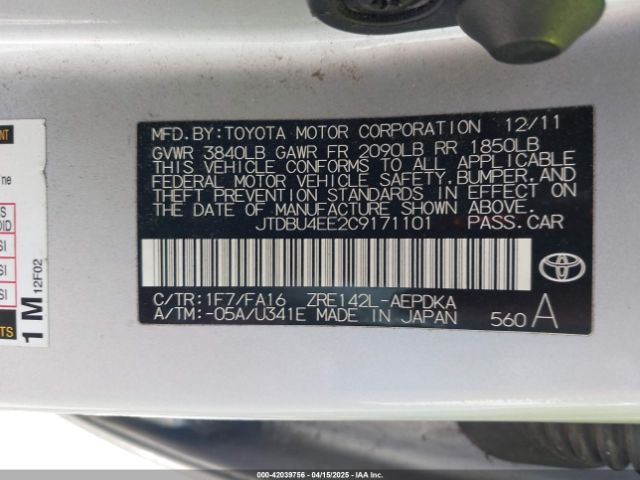 MFD. BY: TOYOTA MOTOR CORPORATION 12/11
GVWR 3840LB GAWR FR 2090LB RR 1850LB
THIS VEHICLE CONFORMS TO ALL APPLICABLE
FEDERAL MOTOR VEHICLE SAFETY, BUMPER, AND
THEFT PREVENTION STANDARDS IN EFFECT ON
THE DATE OF MANUFACTURE SHOWN ABOVE.
JTDBU4EE2C9171101 PASS. CAR
C/TR: 1F7/FA16 ZRE142L-AEPDKA
A/TM: -05A/U341E MADE IN JAPAN 560 A
TOYOTA
1 M 12F02
00-42039756 - 04/15/2025 - IAA Inc.